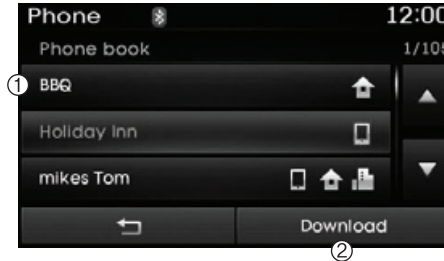 Phone 12:00
Phone book 1/105
① BBQ
Holiday Inn
mikes Tom
Download
②